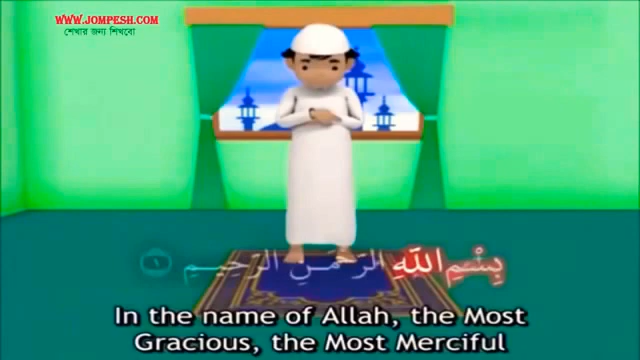 WWW.JOMPESH.COM
শেখার জন্য শিখবো
بِسْمِ اللَّهِ الرَّحْمَنِ الرَّحِيمِ ١
In the name of Allah, the Most
Gracious, the Most Merciful